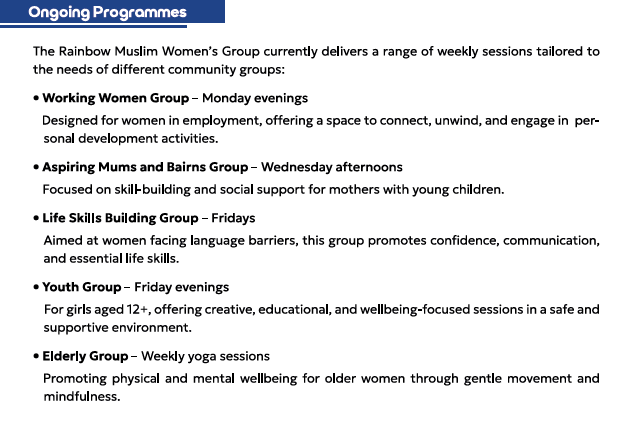 Ongoing Programmes
The Rainbow Muslim Women's Group currently delivers a range of weekly sessions tailored to
the needs of different community groups:
• Working Women Group – Monday evenings
Designed for women in employment, offering a space to connect, unwind, and engage in per-
sonal development activities.
• Aspiring Mums and Bairns Group – Wednesday afternoons
Focused on skill-building and social support for mothers with young children.
• Life Skills Building Group – Fridays
Aimed at women facing language barriers, this group promotes confidence, communication,
and essential life skills.
• Youth Group – Friday evenings
For girls aged 12+, offering creative, educational, and wellbeing-focused sessions in a safe and
supportive environment.
• Elderly Group – Weekly yoga sessions
Promoting physical and mental wellbeing for older women through gentle movement and
mindfulness.